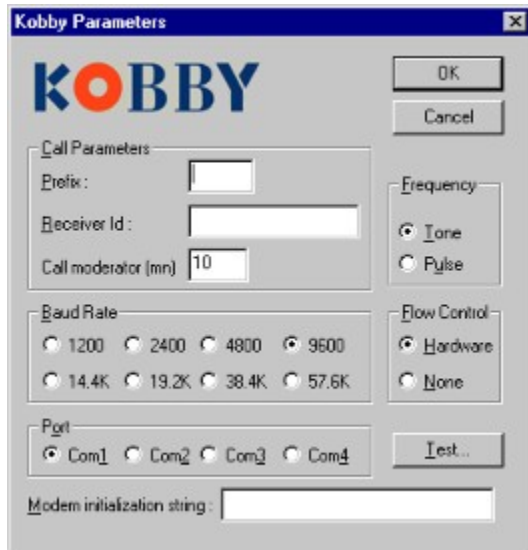 Kobby Parameters
KOBBY
OK
Cancel
Call Parameters
Prefix :
Receiver Id :
Call moderator (mn) 10
Frequency
Tone
Pulse
Baud Rate
1200 2400 4800 9600
14.4K 19.2K 38.4K 57.6K
Flow Control
Hardware
None
Port
Com1 Com2 Com3 Com4
Test...
Modem initialization string :